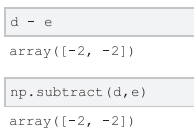 d - e
array([-2, -2])
np.subtract(d,e)
array([-2, -2])